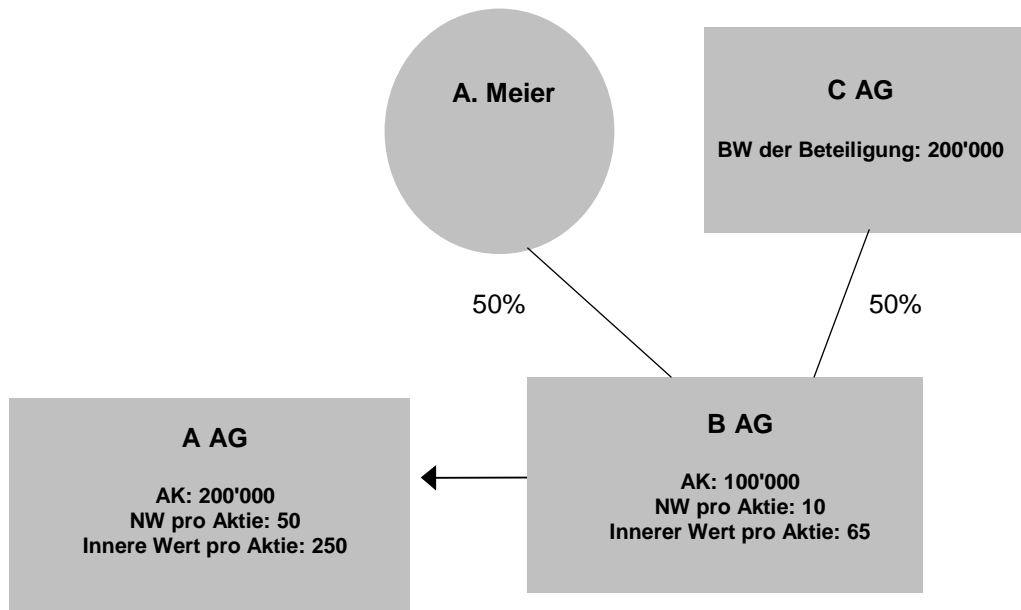 A. Meier
C AG
BW der Beteiligung: 200'000
50%
50%
A AG
AK: 200'000
NW pro Aktie: 50
Innere Wert pro Aktie: 250
B AG
AK: 100'000
NW pro Aktie: 10
Innerer Wert pro Aktie: 65